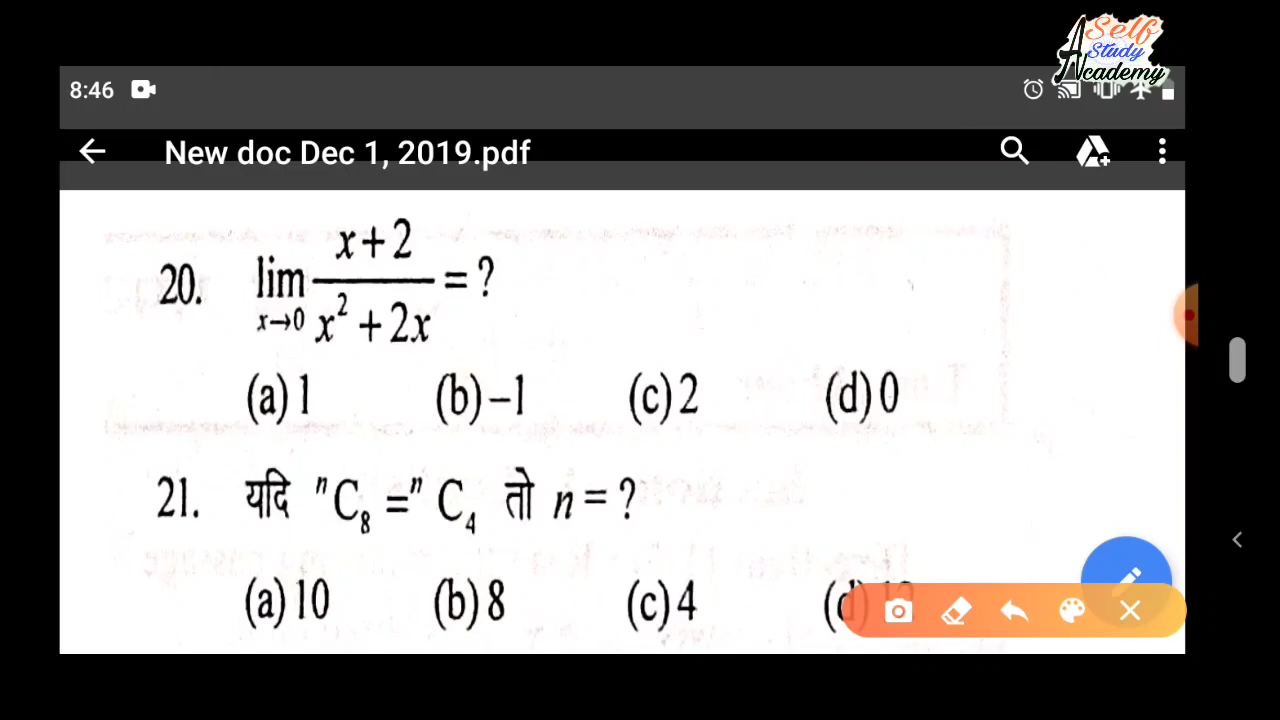 Self
Study
Academy
8:46
New doc Dec 1, 2019.pdf
20. lim x→0 x+2 / x² +2x = ?
(a) 1 (b) –1 (c) 2 (d) 0
21. यदि ⁿC₈ =ⁿ C₄ तो n = ?
(a) 10 (b) 8 (c) 4 (d)